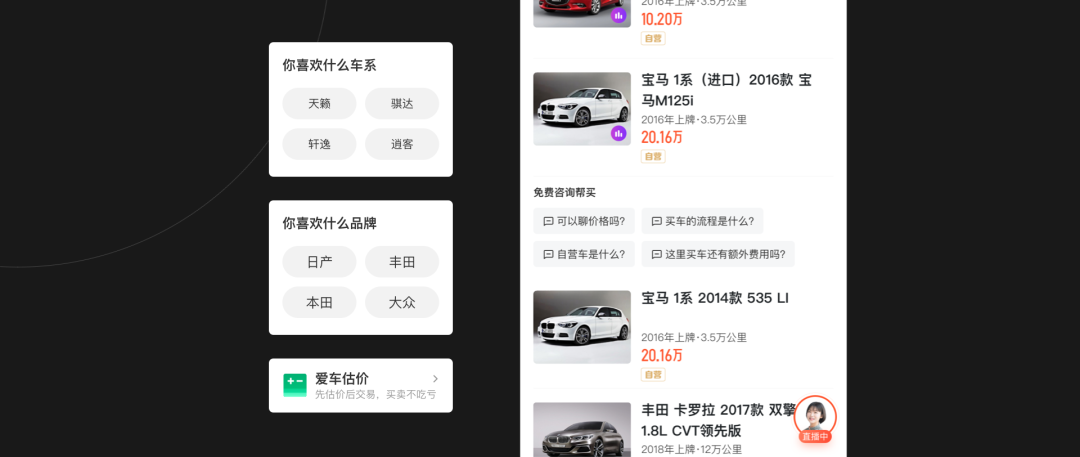 你喜欢什么车系
天籁
骐达
轩逸
逍客
你喜欢什么品牌
日产
丰田
本田
大众
爱车估价
先估价后交易，买卖不吃亏
2016年上牌·3.5万公里
10.20万
自营
宝马 1系（进口）2016款 宝
马M125i
2016年上牌·3.5万公里
20.16万
自营
免费咨询帮买
可以聊价格吗?
买车的流程是什么?
自营车是什么?
这里买车还有额外费用吗?
宝马 1系 2014款 535 LI
2016年上牌·3.5万公里
20.16万
自营
丰田 卡罗拉 2017款 双擎
1.8L CVT领先版
2018年上牌·12万公里
直播中